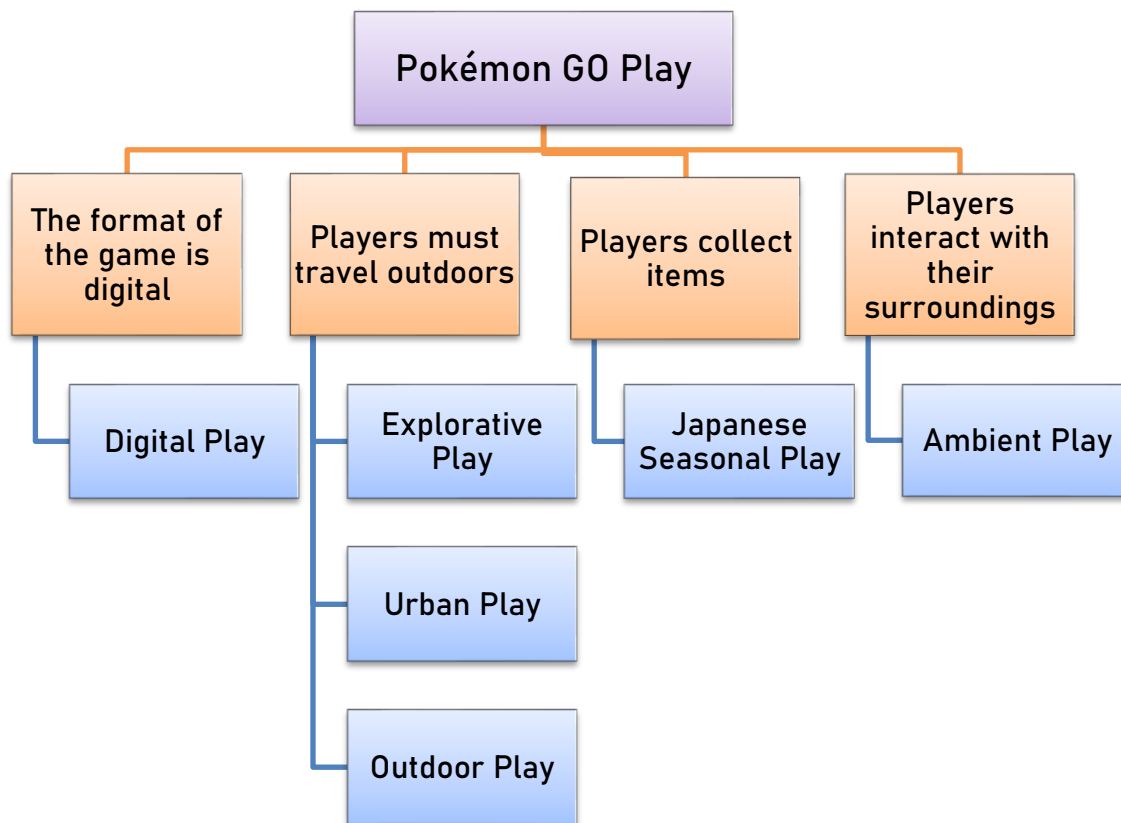 Pokémon GO Play
The format of
the game is
digital
Players must
travel outdoors
Players collect
items
Players
interact with
their
surroundings
Digital Play
Explorative
Play
Japanese
Seasonal Play
Ambient Play
Urban Play
Outdoor Play